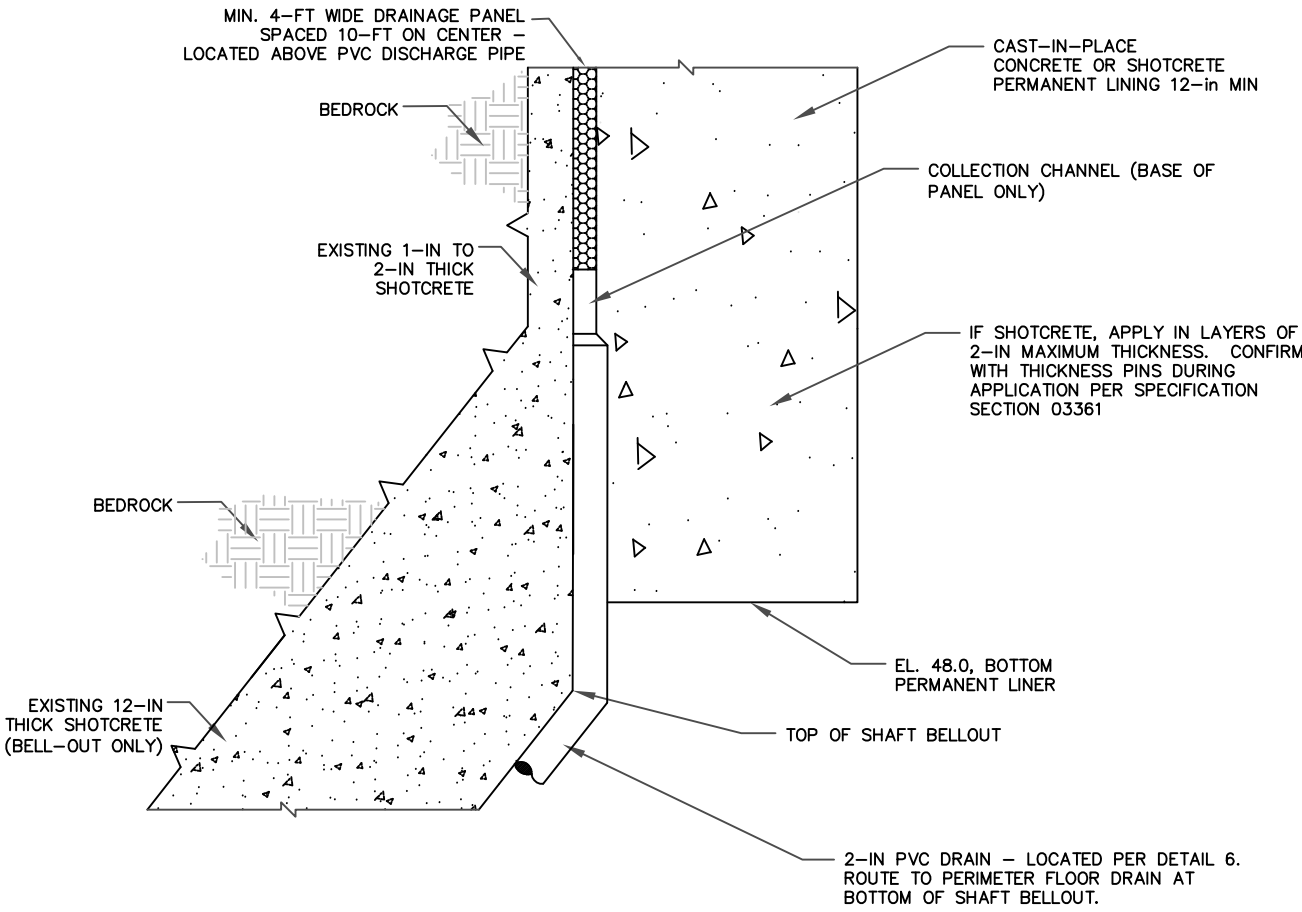 MIN. 4-FT WIDE DRAINAGE PANEL
SPACED 10-FT ON CENTER -
LOCATED ABOVE PVC DISCHARGE PIPE
BEDROCK
CAST-IN-PLACE
CONCRETE OR SHOTCRETE
PERMANENT LINING 12-in MIN
COLLECTION CHANNEL (BASE OF
PANEL ONLY)
EXISTING 1-IN TO
2-IN THICK
SHOTCRETE
IF SHOTCRETE, APPLY IN LAYERS OF
2-IN MAXIMUM THICKNESS. CONFIRM
WITH THICKNESS PINS DURING
APPLICATION PER SPECIFICATION
SECTION 03361
BEDROCK
EL. 48.0, BOTTOM
PERMANENT LINER
EXISTING 12-IN
THICK SHOTCRETE
(BELL-OUT ONLY)
TOP OF SHAFT BELLOUT
2-IN PVC DRAIN - LOCATED PER DETAIL 6.
ROUTE TO PERIMETER FLOOR DRAIN AT
BOTTOM OF SHAFT BELLOUT.